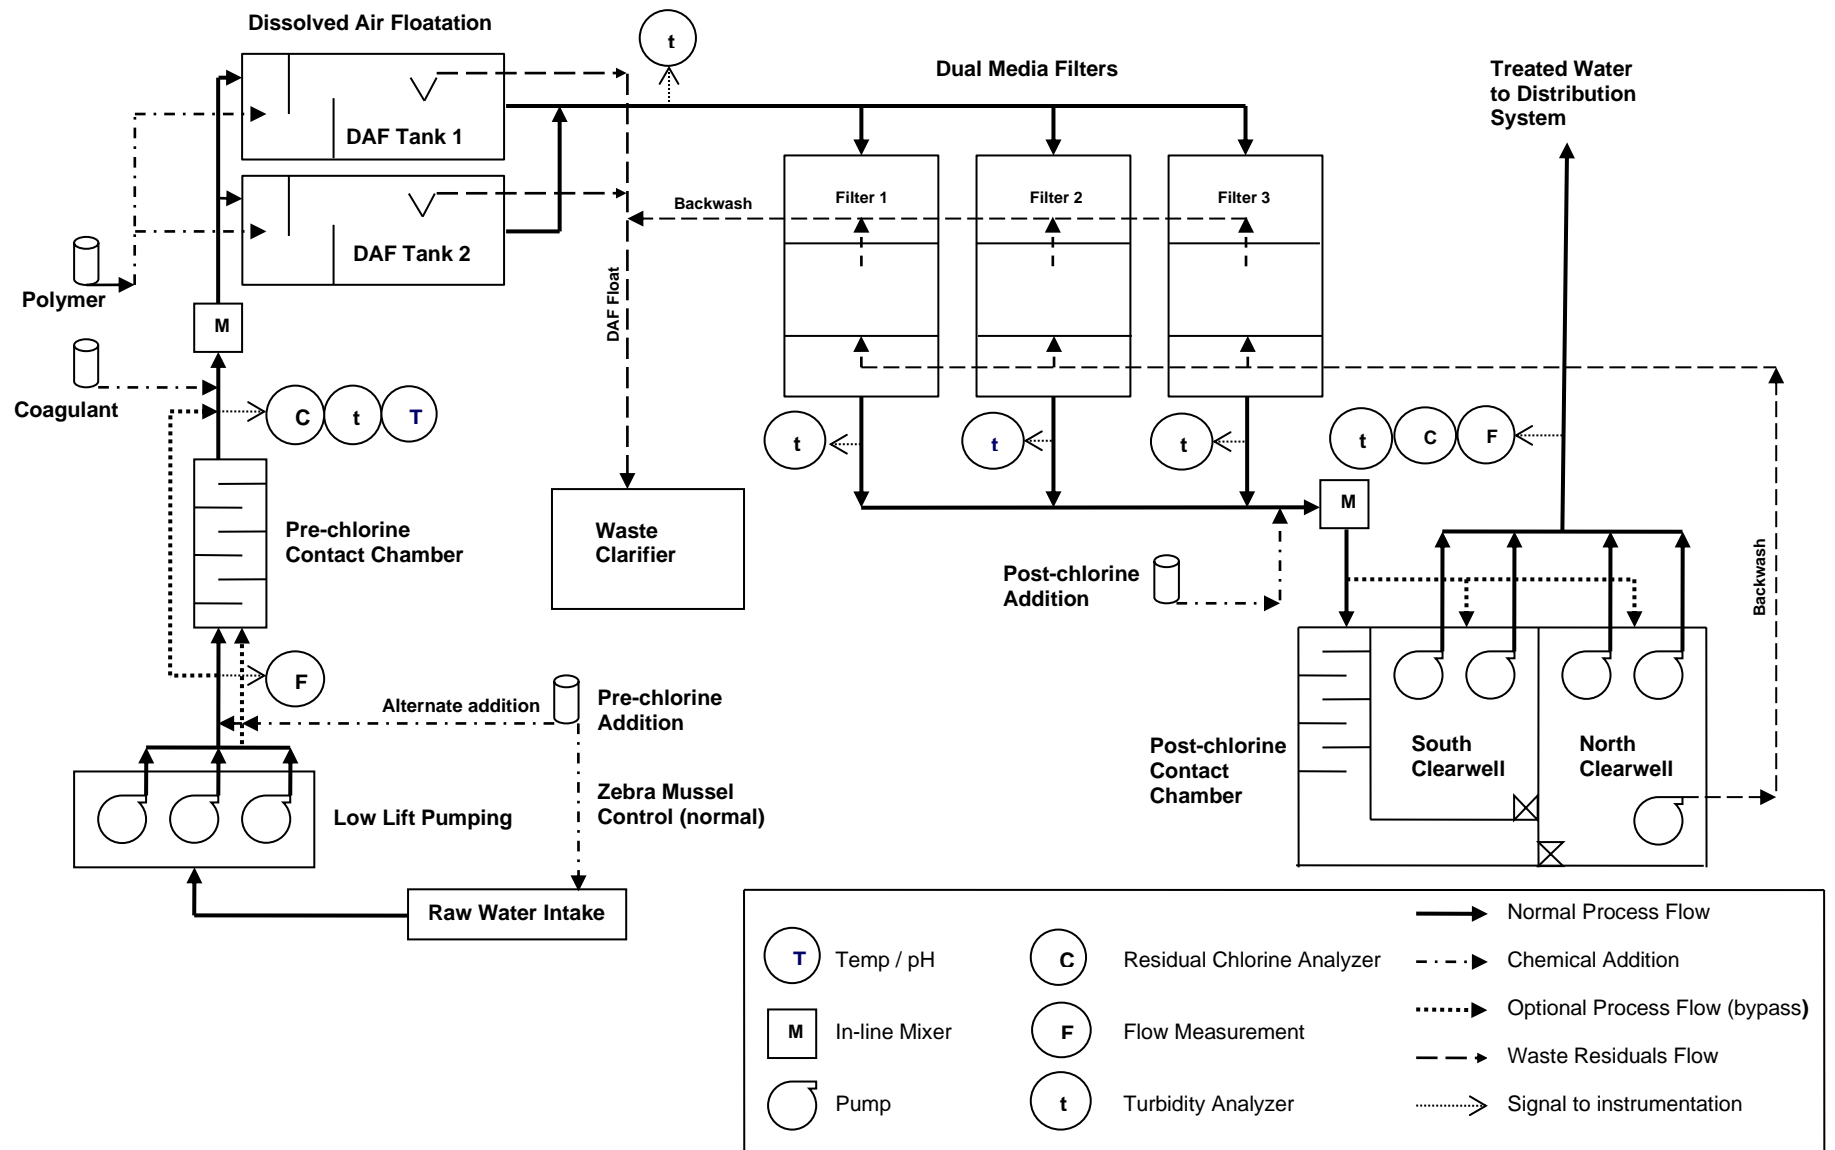 Dissolved Air Floatation
t
Dual Media Filters
Treated Water
to Distribution
System
DAF Tank 1
DAF Tank 2
Backwash
Filter 1
Filter 2
Filter 3
Polymer
M
DAF Float
Coagulant
C
t
T
t
t
t
t
C
F
M
Pre-chlorine
Contact Chamber
Waste
Clarifier
Post-chlorine
Addition
Backwash
F
Alternate addition
Pre-chlorine
Addition
Post-chlorine
Contact
Chamber
South
Clearwell
North
Clearwell
Low Lift Pumping
Zebra Mussel
Control (normal)
Raw Water Intake
T
Temp / pH
C
Residual Chlorine Analyzer
Normal Process Flow
Chemical Addition
M
In-line Mixer
F
Flow Measurement
Optional Process Flow (bypass)
Waste Residuals Flow
Pump
t
Turbidity Analyzer
Signal to instrumentation